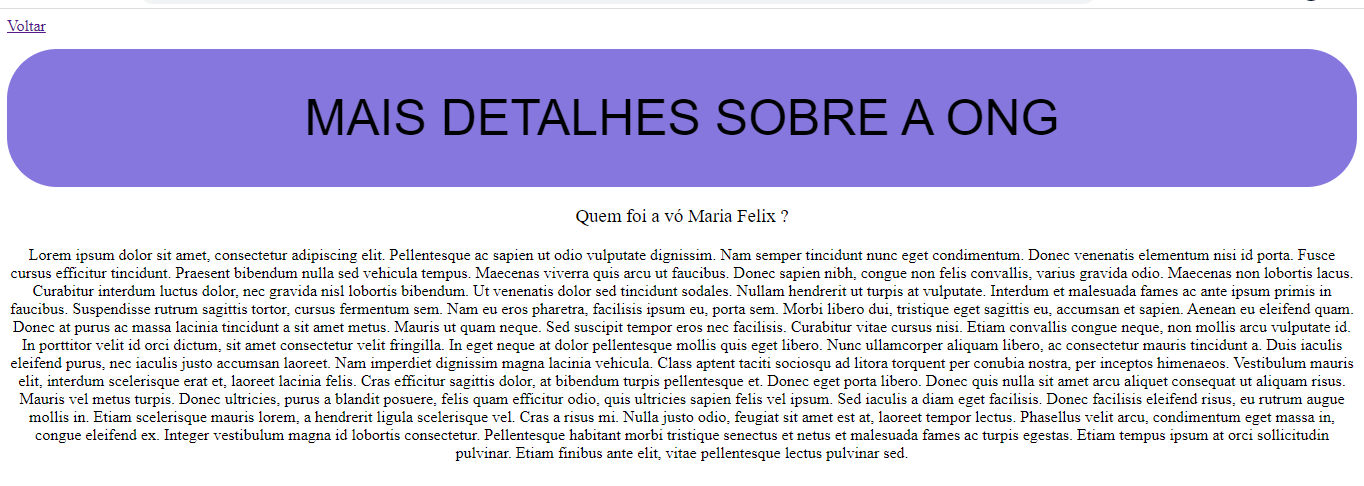 Voltar
MAIS DETALHES SOBRE A ONG
Quem foi a vó Maria Felix ?
Lorem ipsum dolor sit amet, consectetur adipiscing elit. Pellentesque ac sapien ut odio vulputate dignissim. Nam semper tincidunt nunc eget condimentum. Donec venenatis elementum nisi id porta. Fusce
cursus efficitur tincidunt. Praesent bibendum nulla sed vehicula tempus. Maecenas viverra quis arcu ut faucibus. Donec sapien nibh, congue non felis convallis, varius gravida odio. Maecenas non lobortis lacus.
Curabitur interdum luctus dolor, nec gravida nisl lobortis bibendum. Ut venenatis dolor sed tincidunt sodales. Nullam hendrerit ut turpis at vulputate. Interdum et malesuada fames ac ante ipsum primis in
faucibus. Suspendisse rutrum sagittis tortor, cursus fermentum sem. Nam eu eros pharetra, facilisis ipsum eu, porta sem. Morbi libero dui, tristique eget sagittis eu, accumsan et sapien. Aenean eu eleifend quam.
Donec at purus ac massa lacinia tincidunt a sit amet metus. Mauris ut quam neque. Sed suscipit tempor eros nec facilisis. Curabitur vitae cursus nisi. Etiam convallis congue neque, non mollis arcu vulputate id.
In porttitor velit id orci dictum, sit amet consectetur velit fringilla. In eget neque at dolor pellentesque mollis quis eget libero. Nunc ullamcorper aliquam libero, ac consectetur mauris tincidunt a. Duis iaculis
eleifend purus, nec iaculis justo accumsan laoreet. Nam imperdiet dignissim magna lacinia vehicula. Class aptent taciti sociosqu ad litora torquent per conubia nostra, per inceptos himenaeos. Vestibulum mauris
elit, interdum scelerisque erat et, laoreet lacinia felis. Cras efficitur sagittis dolor, at bibendum turpis pellentesque et. Donec eget porta libero. Donec quis nulla sit amet arcu aliquet consequat ut aliquam risus.
Mauris vel metus turpis. Donec ultricies, purus a blandit posuere, felis quam efficitur odio, quis ultricies sapien felis vel ipsum. Sed iaculis a diam eget facilisis. Donec facilisis eleifend risus, eu rutrum augue
mollis in. Etiam scelerisque mauris lorem, a hendrerit ligula scelerisque vel. Cras a risus mi. Nulla justo odio, feugiat sit amet est at, laoreet tempor lectus. Phasellus velit arcu, condimentum eget massa in,
congue eleifend ex. Integer vestibulum magna id lobortis consectetur. Pellentesque habitant morbi tristique senectus et netus et malesuada fames ac turpis egestas. Etiam tempus ipsum at orci sollicitudin
pulvinar. Etiam finibus ante elit, vitae pellentesque lectus pulvinar sed.